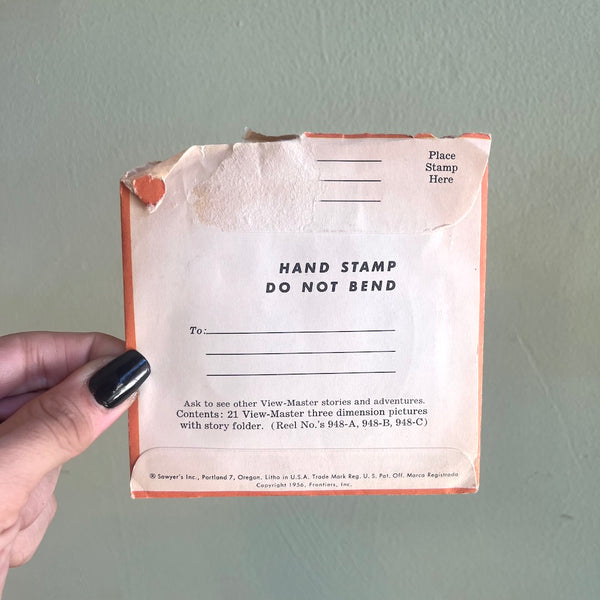 Place
Stamp
Here
HAND STAMP
DO NOT BEND
To:
Ask to see other View-Master stories and adventures.
Contents: 21 View-Master three dimension pictures
with story folder. (Reel No.'s 948-A, 948-B, 948-C)
® Sawyer's Inc., Portland 7, Oregon. Litho in U.S.A. Trade Mark Reg. U. S. Pat. Off. Marca Registrada
Copyright 1956, Frontiers, Inc.